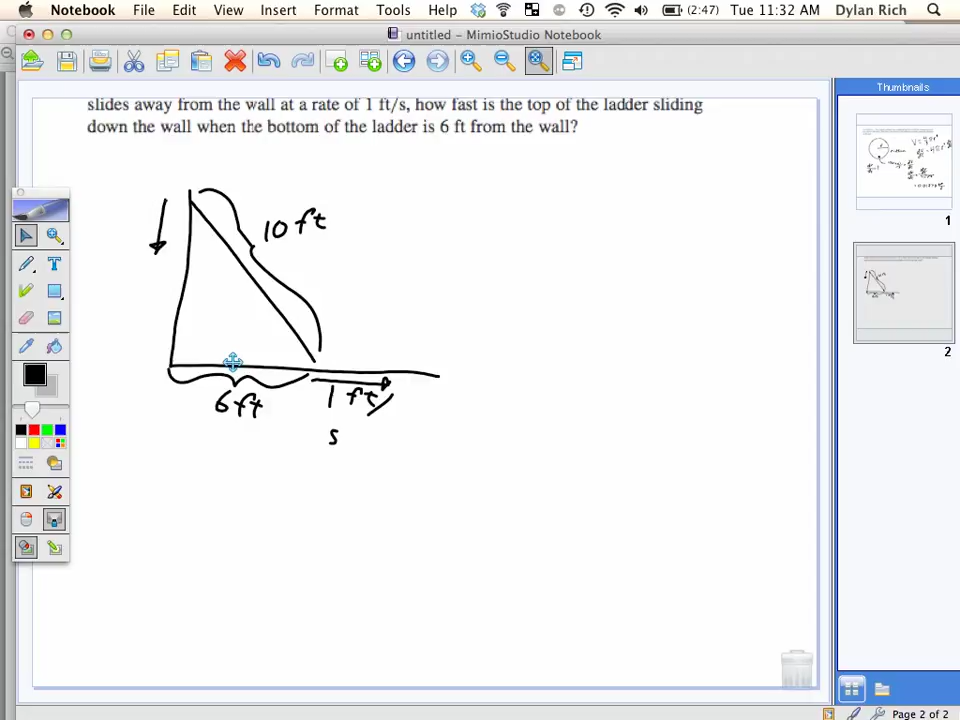 Notebook File Edit View Insert Format Tools Help (2:47) Tue 11:32 AM Dylan Rich
untitled - MimioStudio Notebook
Thumbnails
slides away from the wall at a rate of 1 ft/s, how fast is the top of the ladder sliding
down the wall when the bottom of the ladder is 6 ft from the wall?
10 ft
6 ft
1 ft/
s
T
1
2
Page 2 of 2